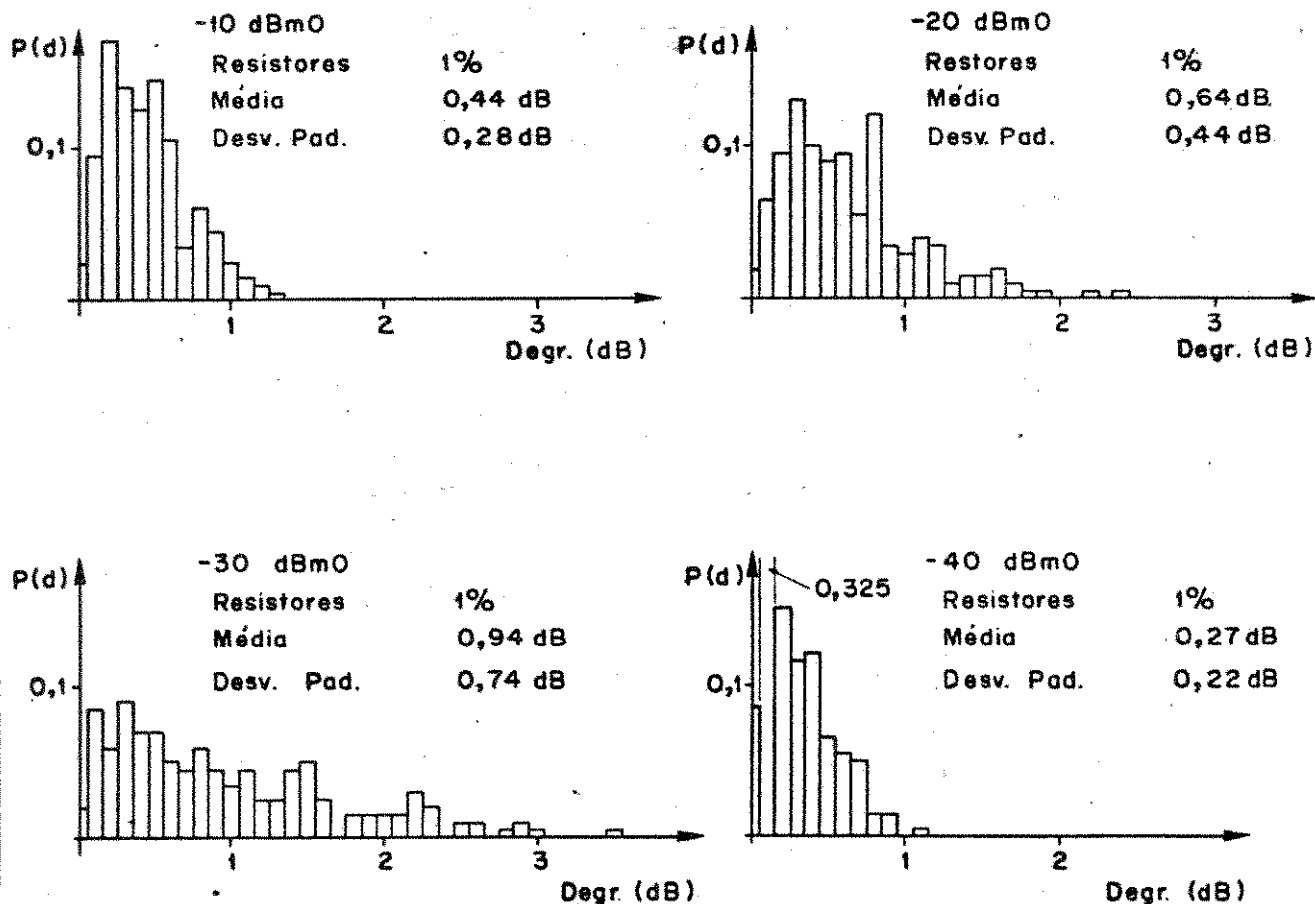 -10 dBmO
P(d)
Resistores 1%
Média 0,44 dB
Desv. Pad. 0,28 dB
0,1
1 2 3
Degr. (dB)
-20 dBmO
P(d)
Restores 1%
Média 0,64 dB
Desv. Pad. 0,44 dB
0,1
1 2 3
Degr. (dB)
-30 dBmO
P(d)
Resistores 1%
Média 0,94 dB
Desv. Pad. 0,74 dB
0,1
1 2 3
Degr. (dB)
-40 dBmO
P(d)
0,325
Resistores 1%
Média 0,27 dB
Desv. Pad. 0,22 dB
0,1
1 2
Degr. (dB)